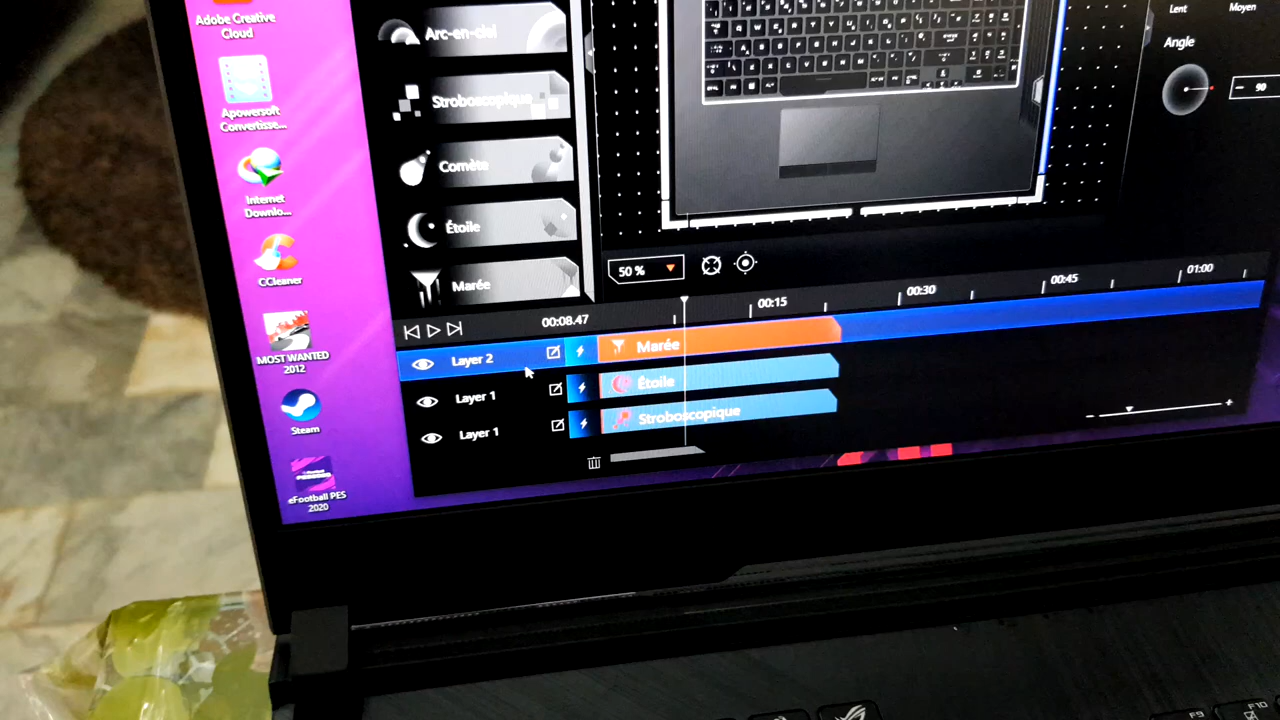 Adobe Creative
Cloud
Apowersoft
Convertisse...
Internet
Downlo...
CCleaner
MOST WANTED
2012
Steam
eFootball PES
2020
Arc-en-ciel
Stroboscopique
Comète
Étoile
Marée
Lent
Moyen
Angle
90
50 %
00:08.47
00:15
00:30
00:45
01:00
Layer 2
Marée
Layer 1
Étoile
Layer 1
Stroboscopique
F9
F10